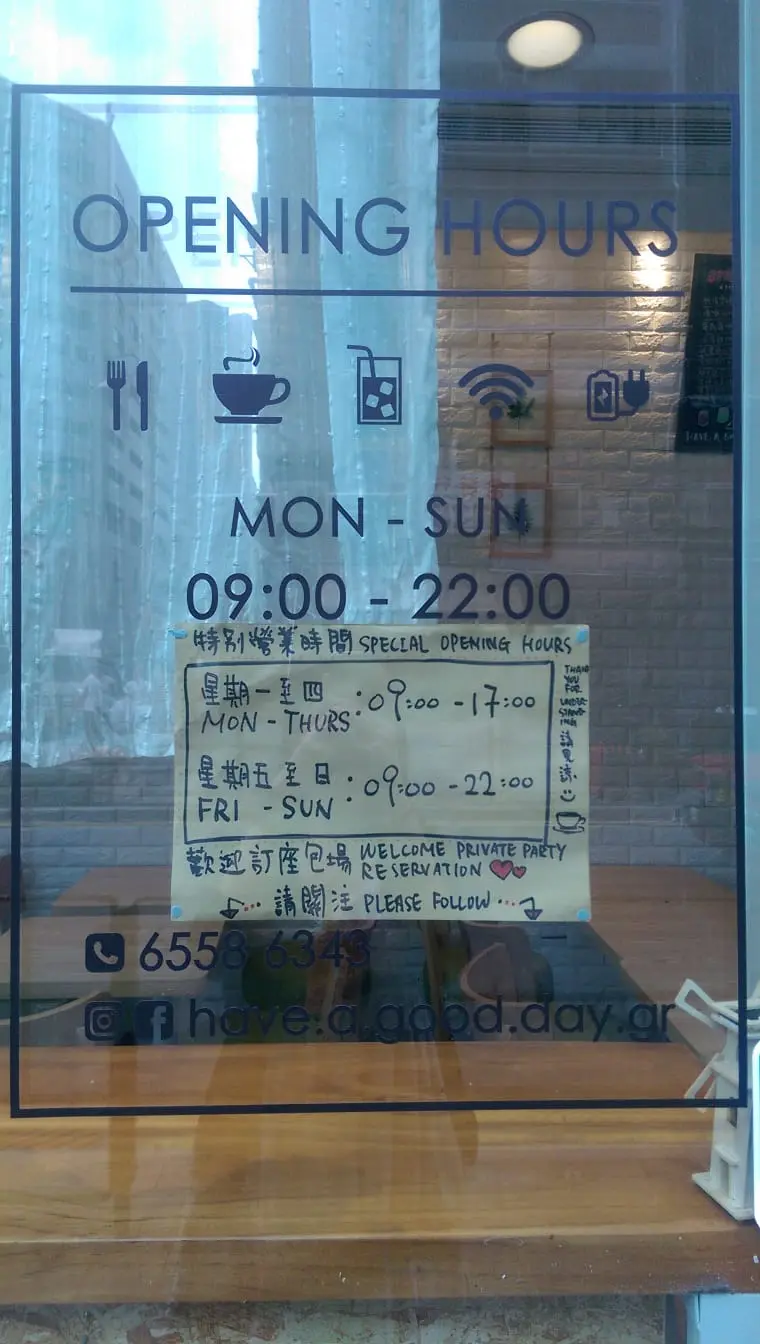 OPENING HOURS
MON - SUN
09:00 - 22:00
特別營業時間 SPECIAL OPENING HOURS
星期一至四
MON - THURS : 09:00 - 17:00
星期五至日
FRI - SUN : 09:00 - 22:00
THANK
YOU
FOR
UNDER
STAND
ING
請見諒
歡迎訂座包場 WELCOME PRIVATE PARTY
RESERVATION
請關注 PLEASE FOLLOW
6558 6343
have.a.good.day.gr